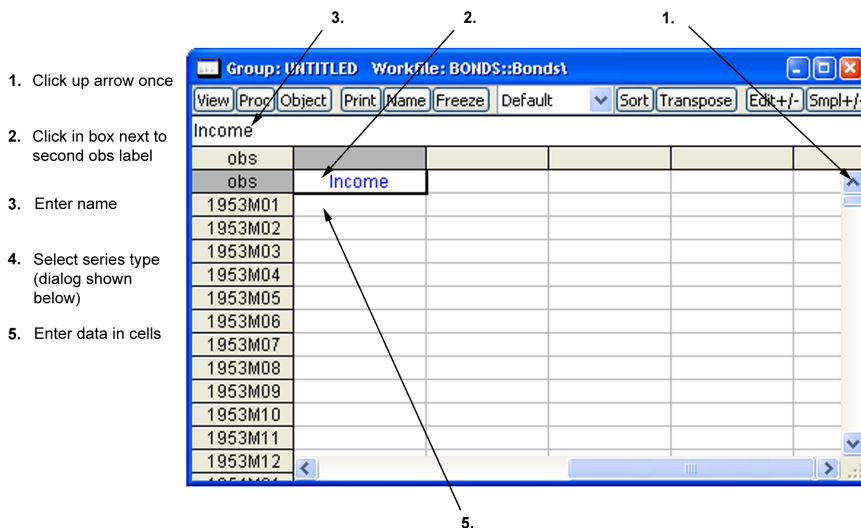 3. 2. 1.
1. Click up arrow once
2. Click in box next to
second obs label
3. Enter name
4. Select series type
(dialog shown
below)
5. Enter data in cells
Group: UNTITLED Workfile: BONDS::Bonds\
View Proc Object Print Name Freeze Default Sort Transpose Edit+/- Smpl+/-
Income
obs
obs Income
1953M01
1953M02
1953M03
1953M04
1953M05
1953M06
1953M07
1953M08
1953M09
1953M10
1953M11
1953M12
5.